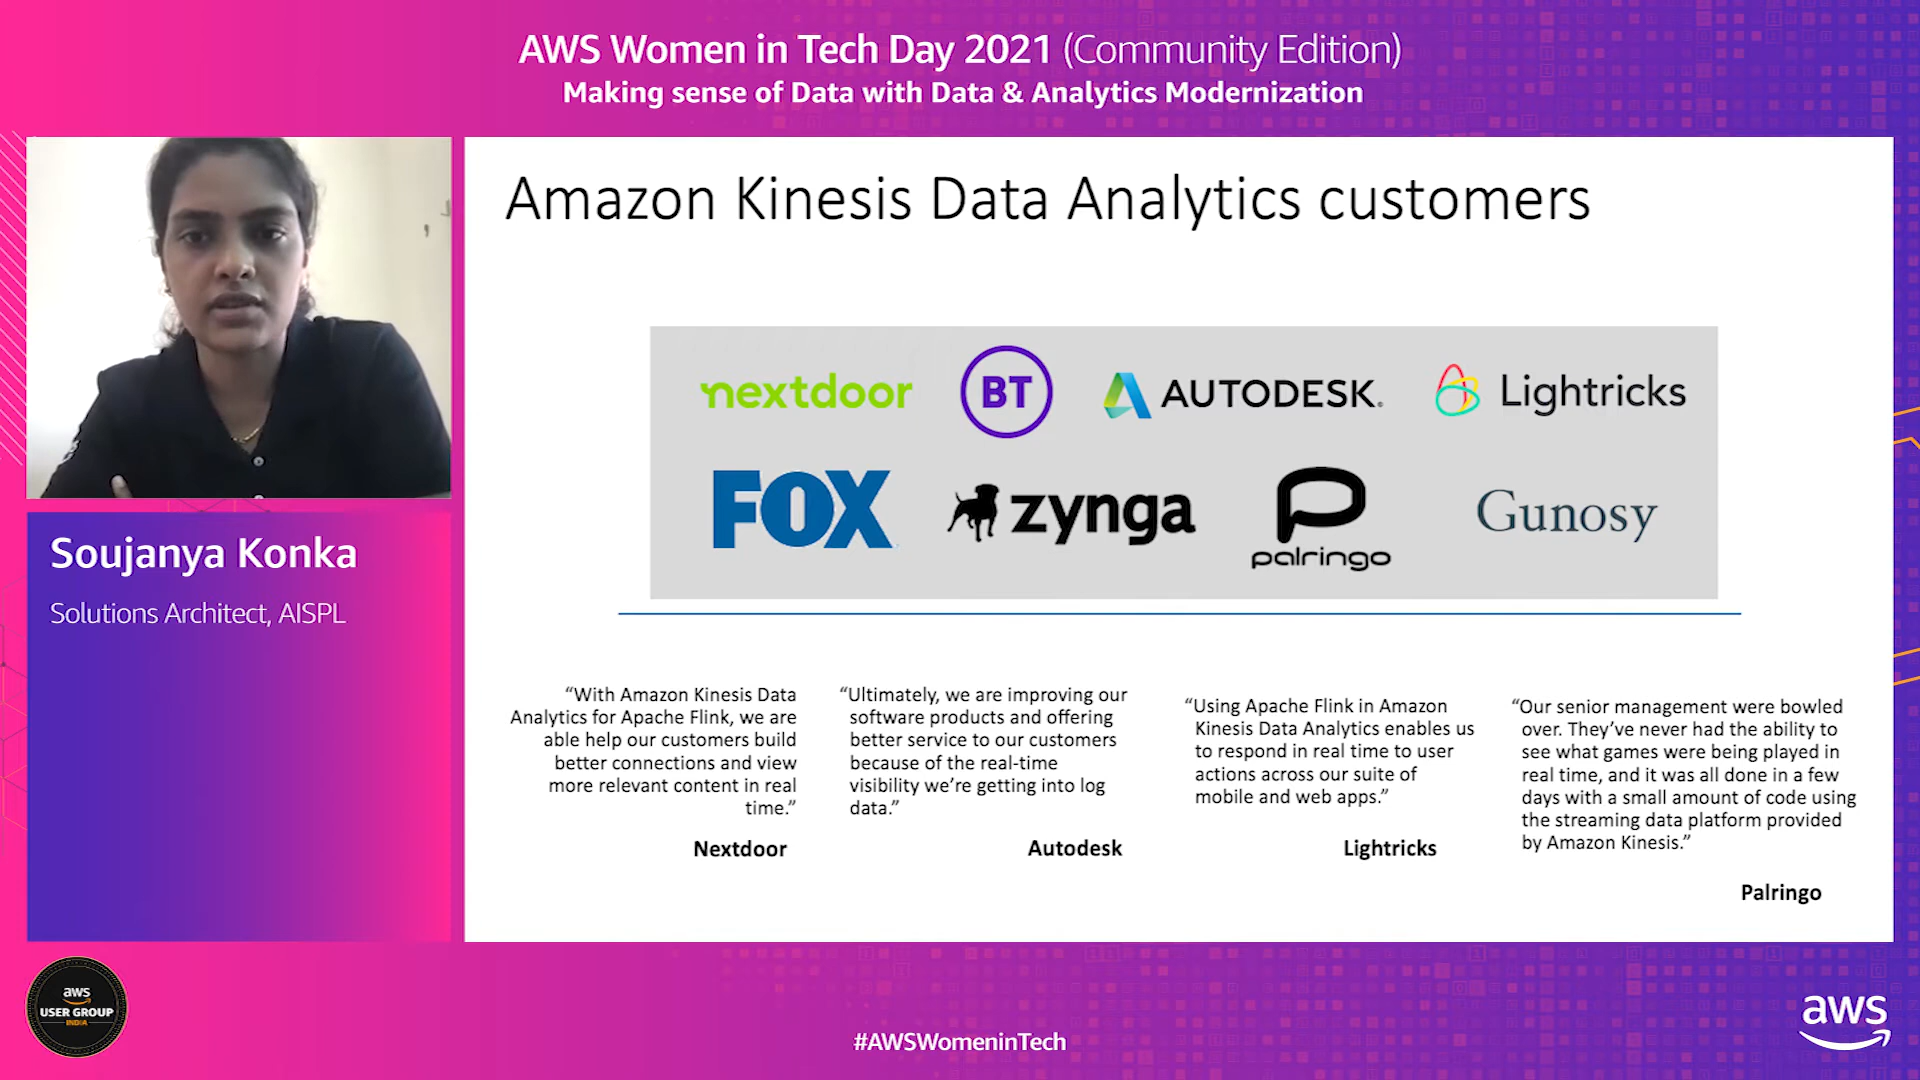 AWS Women in Tech Day 2021 (Community Edition)
Making sense of Data with Data & Analytics Modernization
Soujanya Konka
Solutions Architect, AISPL
Amazon Kinesis Data Analytics customers
nextdoor
BT
AUTODESK®
Lightricks
FOX
zynga
palringo
Gunosy
“With Amazon Kinesis Data
Analytics for Apache Flink, we are
able help our customers build
better connections and view
more relevant content in real
time.”
Nextdoor
“Ultimately, we are improving our
software products and offering
better service to our customers
because of the real-time
visibility we’re getting into log
data.”
Autodesk
“Using Apache Flink in Amazon
Kinesis Data Analytics enables us
to respond in real time to user
actions across our suite of
mobile and web apps.”
Lightricks
“Our senior management were bowled
over. They’ve never had the ability to
see what games were being played in
real time, and it was all done in a few
days with a small amount of code using
the streaming data platform provided
by Amazon Kinesis.”
Palringo
aws
USER GROUP
INDIA
#AWSWomeninTech
aws